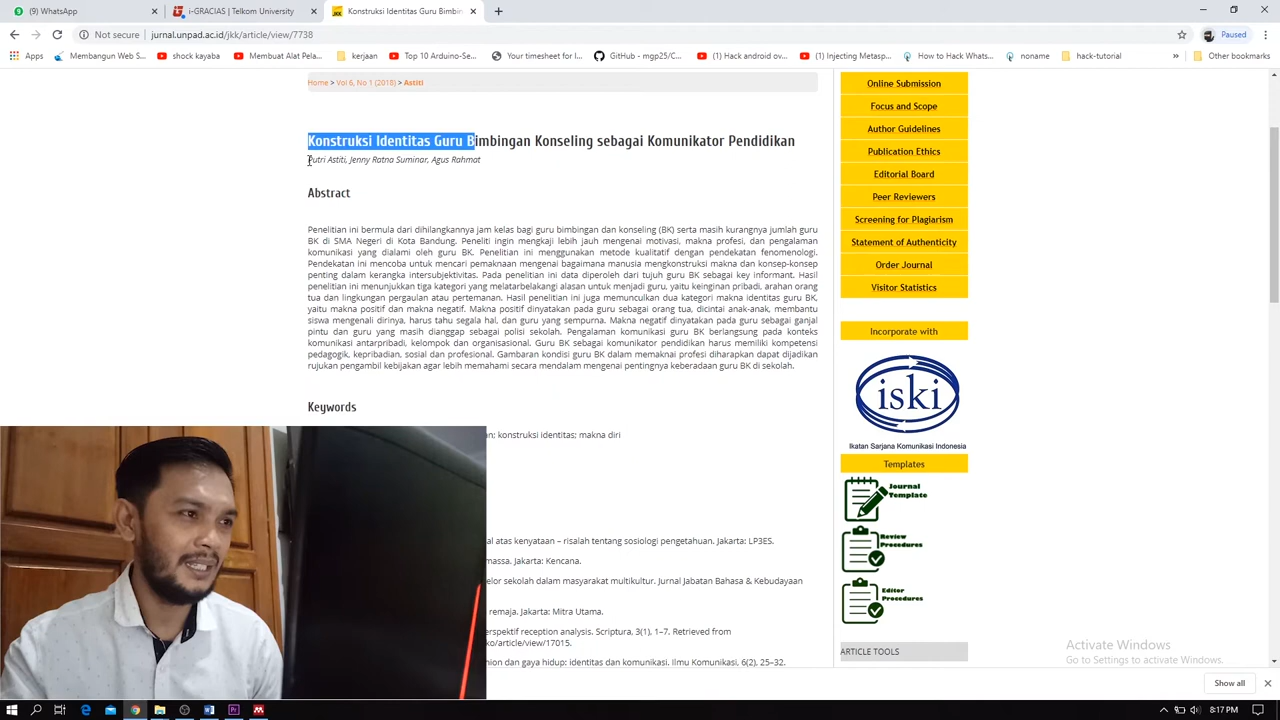 (9) WhatsApp
i-GRACIAS | Telkom University
Konstruksi Identitas Guru Bimbin
jurnal.unpad.ac.id/jkk/article/view/7738
Paused
Apps
Membangun Web S...
shock kayaba
Membuat Alat Pela...
kerjaan
Top 10 Arduino-Se...
Your timesheet for I...
GitHub - mgp25/C...
(1) Hack android ov...
(1) Injecting Metasp...
How to Hack Whats...
noname
hack-tutorial
»
Other bookmarks
Home > Vol 6, No 1 (2018) > Astiti
Konstruksi Identitas Guru Bimbingan Konseling sebagai Komunikator Pendidikan
Putri Astiti, Jenny Ratna Suminar, Agus Rahmat
Abstract
Penelitian ini bermula dari dihilangkannya jam kelas bagi guru bimbingan dan konseling (BK) serta masih kurangnya jumlah guru
BK di SMA Negeri di Kota Bandung. Peneliti ingin mengkaji lebih jauh mengenai motivasi, makna profesi, dan pengalaman
komunikasi yang dialami oleh guru BK. Penelitian ini menggunakan metode kualitatif dengan pendekatan fenomenologi.
Pendekatan ini mencoba untuk mencari pemaknaan mengenai bagaimana manusia mengkonstruksi makna dan konsep-konsep
penting dalam kerangka intersubjektivitas. Pada penelitian ini data diperoleh dari tujuh guru BK sebagai key informant. Hasil
penelitian ini menunjukkan tiga kategori yang melatarbelakangi alasan untuk menjadi guru, yaitu keinginan pribadi, arahan orang
tua dan lingkungan pergaulan atau pertemanan. Hasil penelitian ini juga memunculkan dua kategori makna identitas guru BK,
yaitu makna positif dan makna negatif. Makna positif dinyatakan pada guru sebagai orang tua, dicintai anak-anak, membantu
siswa mengenali dirinya, harus tahu segala hal, dan guru yang sempurna. Makna negatif dinyatakan pada guru sebagai ganjal
pintu dan guru yang masih dianggap sebagai polisi sekolah. Pengalaman komunikasi guru BK berlangsung pada konteks
komunikasi antarpribadi, kelompok dan organisasional. Guru BK sebagai komunikator pendidikan harus memiliki kompetensi
pedagogik, kepribadian, sosial dan profesional. Gambaran kondisi guru BK dalam memaknai profesi diharapkan dapat dijadikan
rujukan pengambil kebijakan agar lebih memahami secara mendalam mengenai pentingnya keberadaan guru BK di sekolah.
Keywords
an; konstruksi identitas; makna diri
al atas kenyataan – risalah tentang sosiologi pengetahuan. Jakarta: LP3ES.
massa. Jakarta: Kencana.
elor sekolah dalam masyarakat multikultur. Jurnal Jabatan Bahasa & Kebudayaan
remaja. Jakarta: Mitra Utama.
erspektif reception analysis. Scriptura, 3(1), 1–7. Retrieved from
ko/article/view/17015.
nion dan gaya hidup: identitas dan komunikasi. Ilmu Komunikasi, 6(2), 25–32.
Online Submission
Focus and Scope
Author Guidelines
Publication Ethics
Editorial Board
Peer Reviewers
Screening for Plagiarism
Statement of Authenticity
Order Journal
Visitor Statistics
Incorporate with
iski
Ikatan Sarjana Komunikasi Indonesia
Templates
Journal
Template
Review
Procedures
Editor
Procedures
ARTICLE TOOLS
Activate Windows
Go to Settings to activate Windows.
Show all
8:17 PM